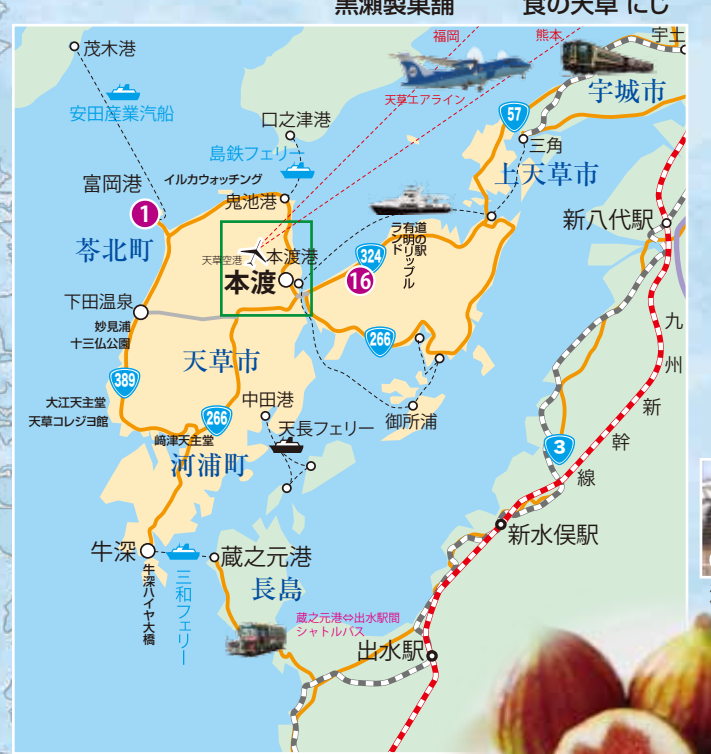 黒瀬製菓舗
食の天草 にじ
茂木港
福岡
熊本
宇土
安田産業汽船
天草エアライン
宇城市
57
口之津港
三角
島鉄フェリー
上天草市
富岡港
イルカウォッチング
鬼池港
1
新八代駅
苓北町
道の駅
有明リップル
ランド
天草空港
本渡港
324
本渡
16
下田温泉
妙見浦
十三仏公園
266
九州新幹線
天草市
389
大江天主堂
天草コレジヨ館
266
中田港
御所浦
天長フェリー
﨑津天主堂
河浦町
3
新水俣駅
牛深
蔵之元港
牛深ハイヤ大橋
三和フェリー
長島
蔵之元港⇔出水駅間
シャトルバス
出水駅